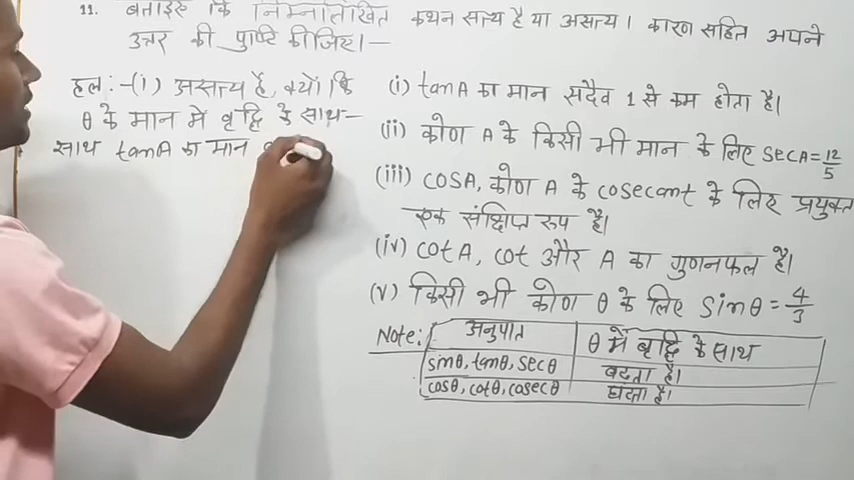 11. बताइए कि निम्नलिखित कथन सत्य है या असत्य। कारण सहित अपने
उत्तर की पुष्टि कीजिए।—
हल:-(i) असत्य है, क्यों कि
θ के मान में वृद्धि के साथ-
साथ tanA का मान
(i) tanA का मान सदैव 1 से कम होता है।
(ii) कोण A के किसी भी मान के लिए secA=12/5
(iii) cosA, कोण A के cosecant के लिए प्रयुक्त
एक संक्षिप्त रूप है।
(iv) cotA, cot और A का गुणनफल है।
(v) किसी भी कोण θ के लिए sinθ = 4/3
Note: अनुपात θ में वृद्धि के साथ
sinθ, tanθ, secθ बढ़ता है।
cosθ, cotθ, cosecθ घटता है।